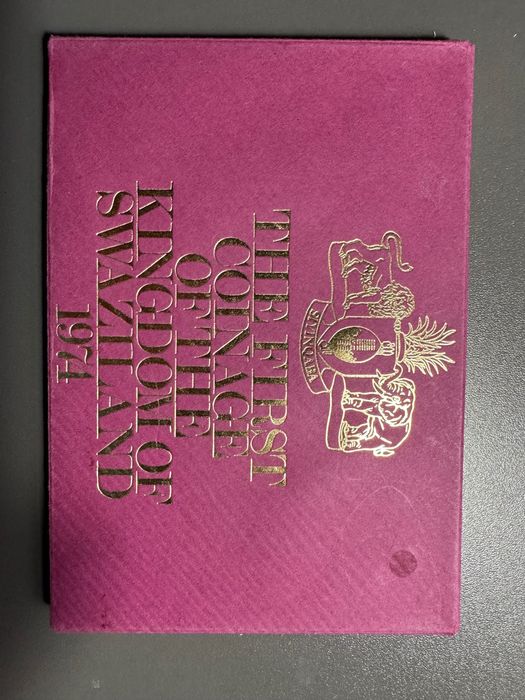 SIYINQABA
THE FIRST
COINAGE
OF THE
KINGDOM OF
SWAZILAND
1974